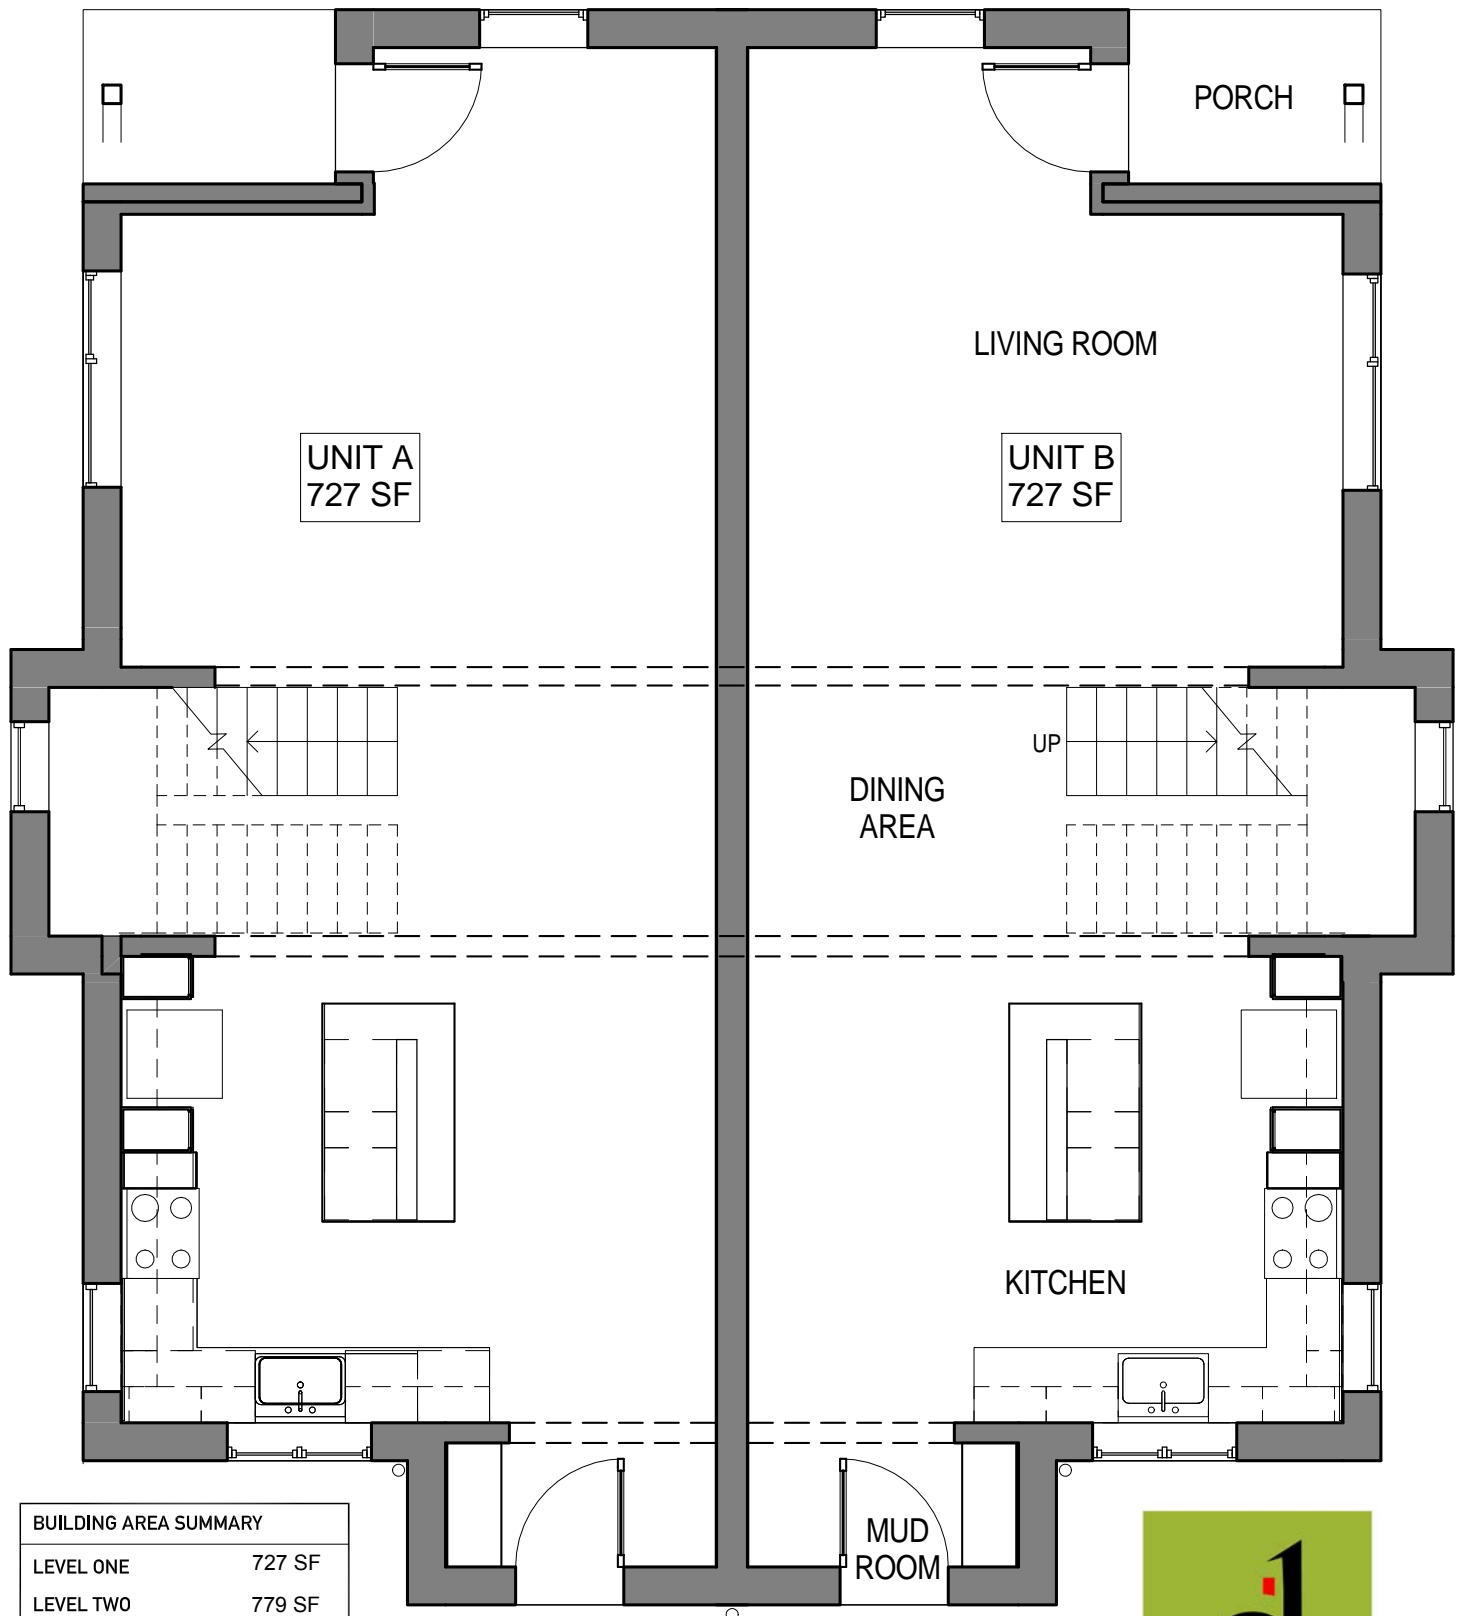 PORCH
LIVING ROOM
UNIT A
727 SF
UNIT B
727 SF
UP
DINING
AREA
KITCHEN
MUD
ROOM
BUILDING AREA SUMMARY
LEVEL ONE 727 SF
LEVEL TWO 779 SF